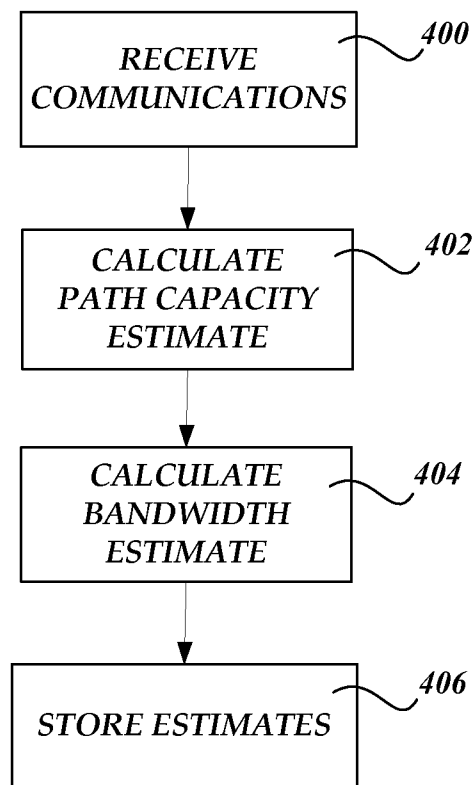 400
RECEIVE
COMMUNICATIONS
402
CALCULATE
PATH CAPACITY
ESTIMATE
404
CALCULATE
BANDWIDTH
ESTIMATE
406
STORE ESTIMATES